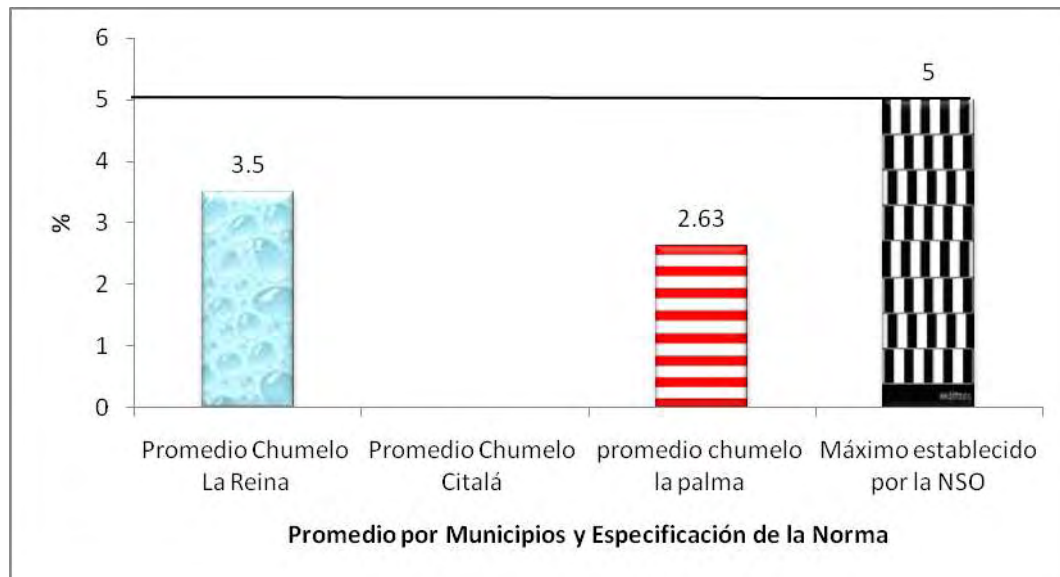 6
5
4
3
2
1
0
%
3.5
2.63
5
Promedio Chumelo
La Reina
Promedio Chumelo
Citalá
promedio chumelo
la palma
Máximo establecido
por la NSO
Promedio por Municipios y Especificación de la Norma